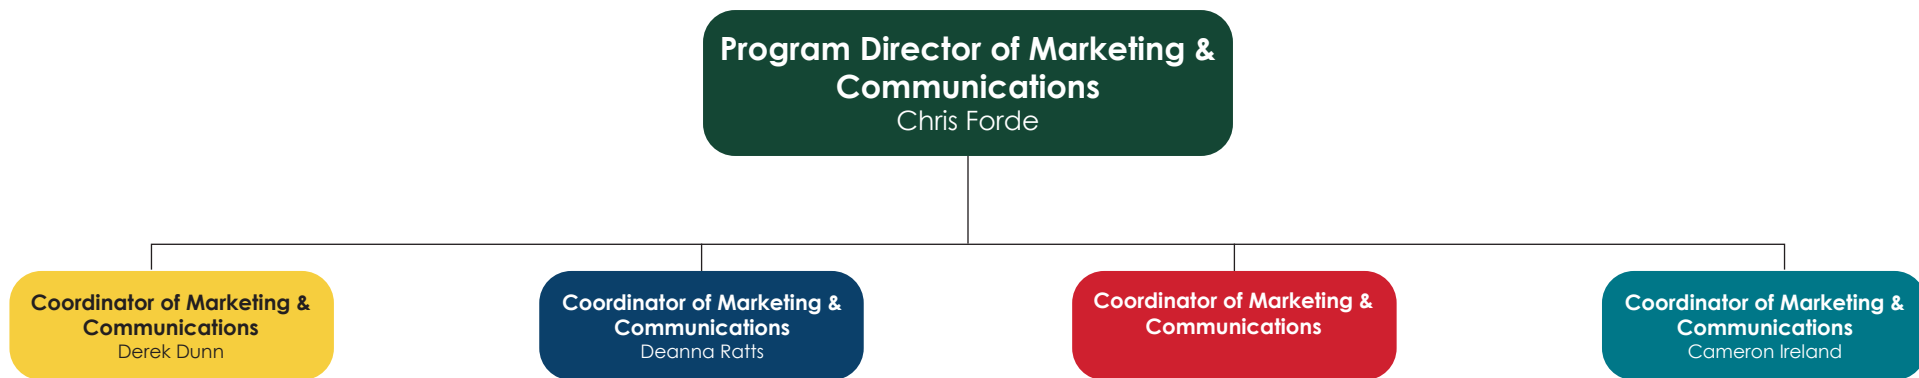 Program Director of Marketing &
Communications
Chris Forde
Coordinator of Marketing &
Communications
Derek Dunn
Coordinator of Marketing &
Communications
Deanna Ratts
Coordinator of Marketing &
Communications
Coordinator of Marketing &
Communications
Cameron Ireland